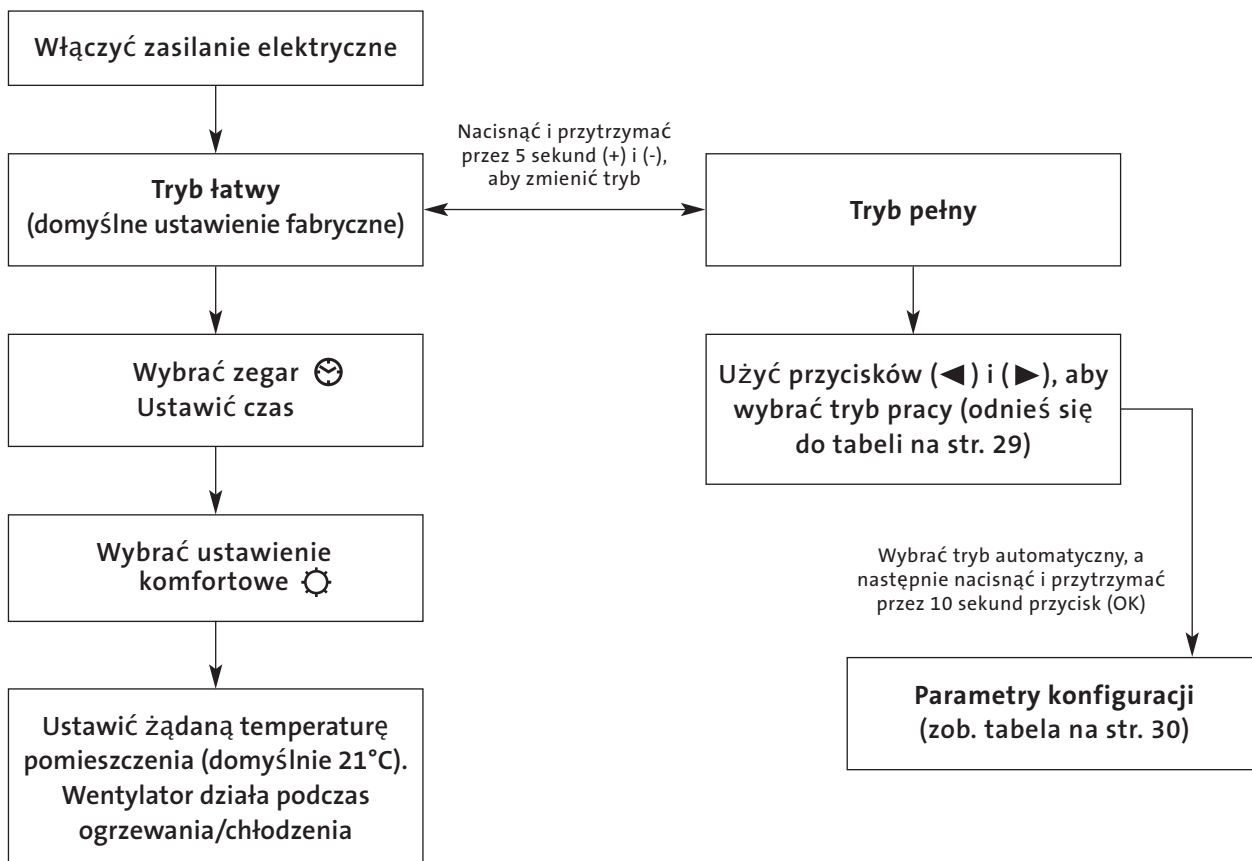 Włączyć zasilanie elektryczne
Nacisnąć i przytrzymać
przez 5 sekund (+) i (-),
aby zmienić tryb
Tryb łatwy
(domyślne ustawienie fabryczne)
Tryb pełny
Wybrać zegar
Ustawić czas
Użyć przycisków (◀) i (▶), aby
wybrać tryb pracy (odnieś się
do tabeli na str. 29)
Wybrać ustawienie
komfortowe
Wybrać tryb automatyczny, a
następnie nacisnąć i przytrzymać
przez 10 sekund przycisk (OK)
Ustawić żądaną temperaturę
pomieszczenia (domyślnie 21°C).
Wentylator działa podczas
ogrzewania/chłodzenia
Parametry konfiguracji
(zob. tabela na str. 30)